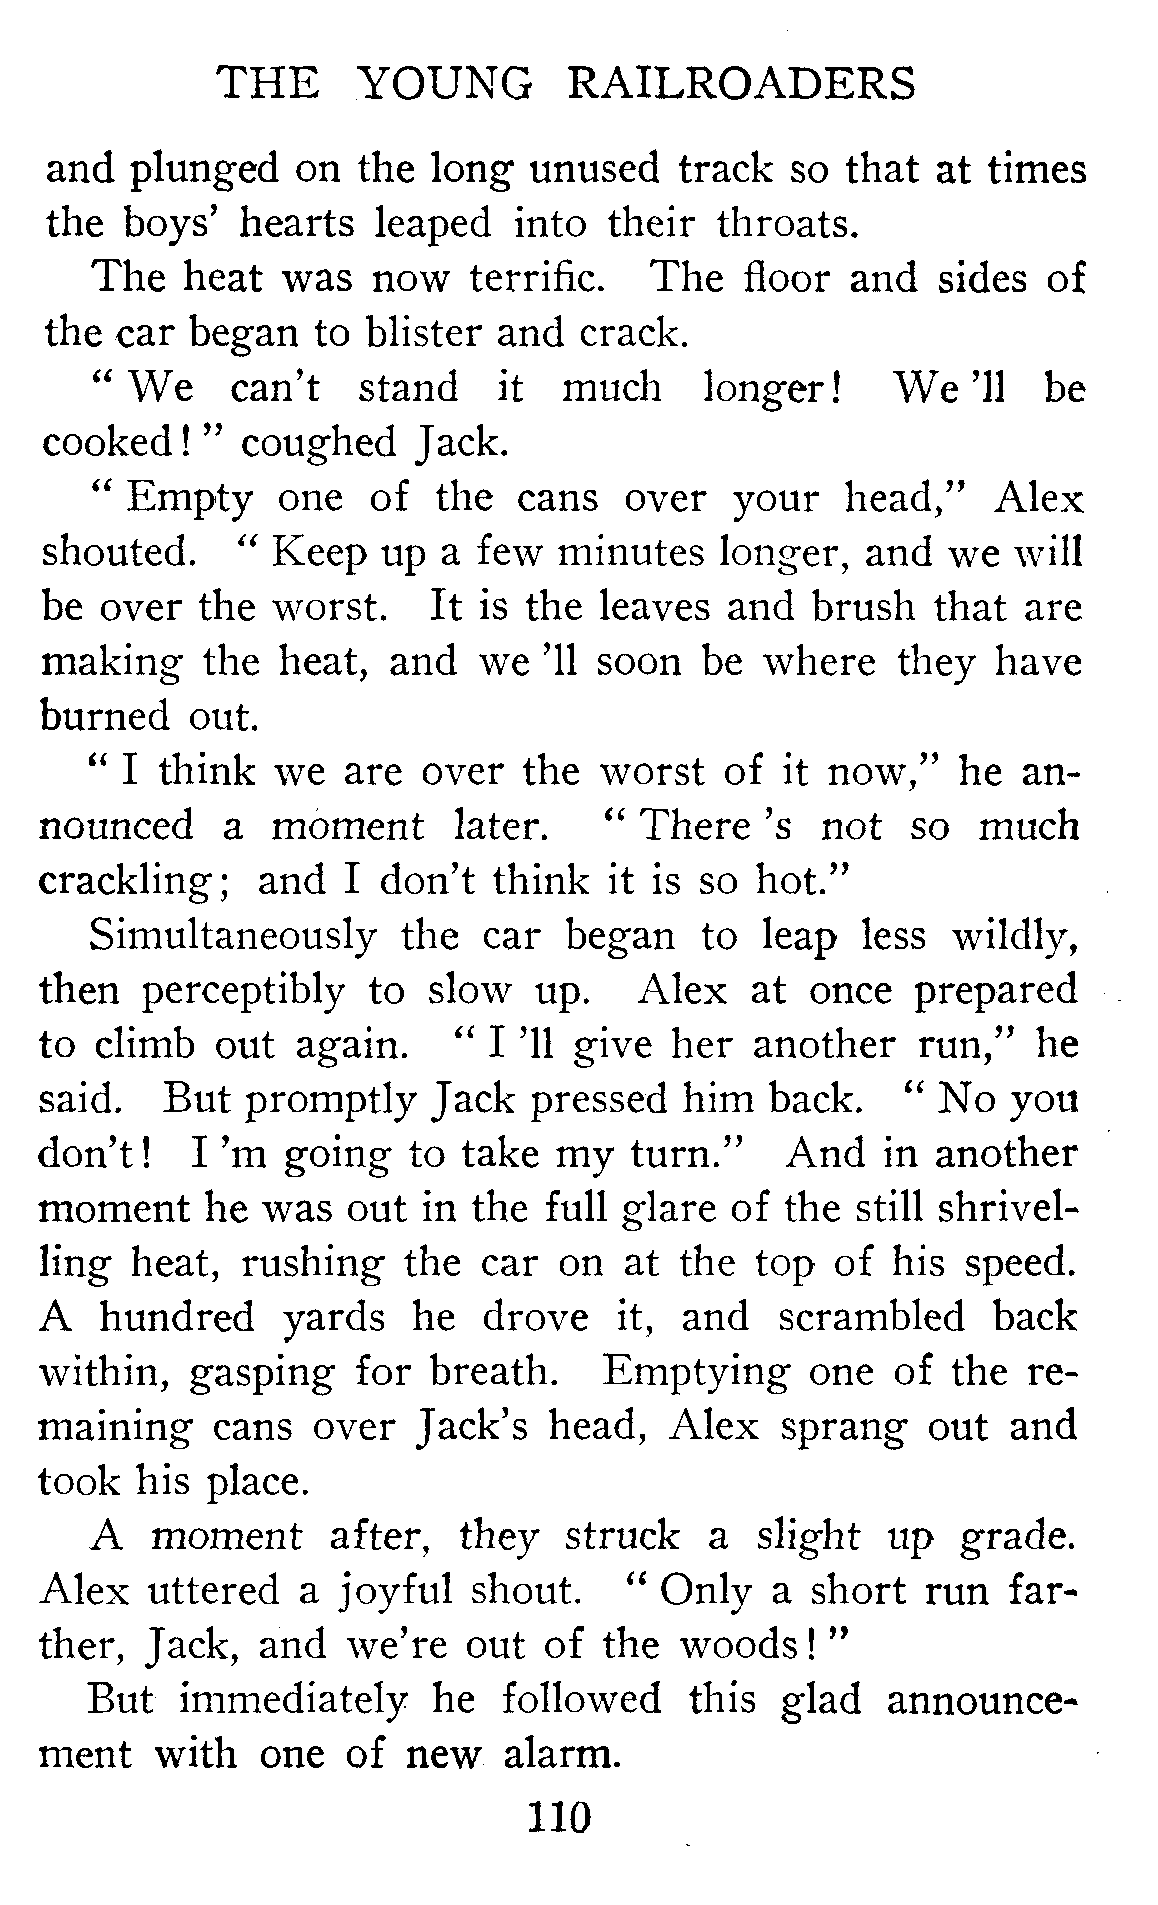 THE YOUNG RAILROADERS
and plunged on the long unused track so that at times
the boys' hearts leaped into their throats.
The heat was now terrific. The floor and sides of
the car began to blister and crack.
" We can't stand it much longer! We 'll be
cooked! " coughed Jack.
" Empty one of the cans over your head," Alex
shouted. " Keep up a few minutes longer, and we will
be over the worst. It is the leaves and brush that are
making the heat, and we 'll soon be where they have
burned out.
" I think we are over the worst of it now," he an-
nounced a moment later. " There 's not so much
crackling; and I don't think it is so hot."
Simultaneously the car began to leap less wildly,
then perceptibly to slow up. Alex at once prepared
to climb out again. " I 'll give her another run," he
said. But promptly Jack pressed him back. " No you
don't! I 'm going to take my turn." And in another
moment he was out in the full glare of the still shrivel-
ling heat, rushing the car on at the top of his speed.
A hundred yards he drove it, and scrambled back
within, gasping for breath. Emptying one of the re-
maining cans over Jack's head, Alex sprang out and
took his place.
A moment after, they struck a slight up grade.
Alex uttered a joyful shout. " Only a short run far-
ther, Jack, and we're out of the woods! "
But immediately he followed this glad announce-
ment with one of new alarm.
110